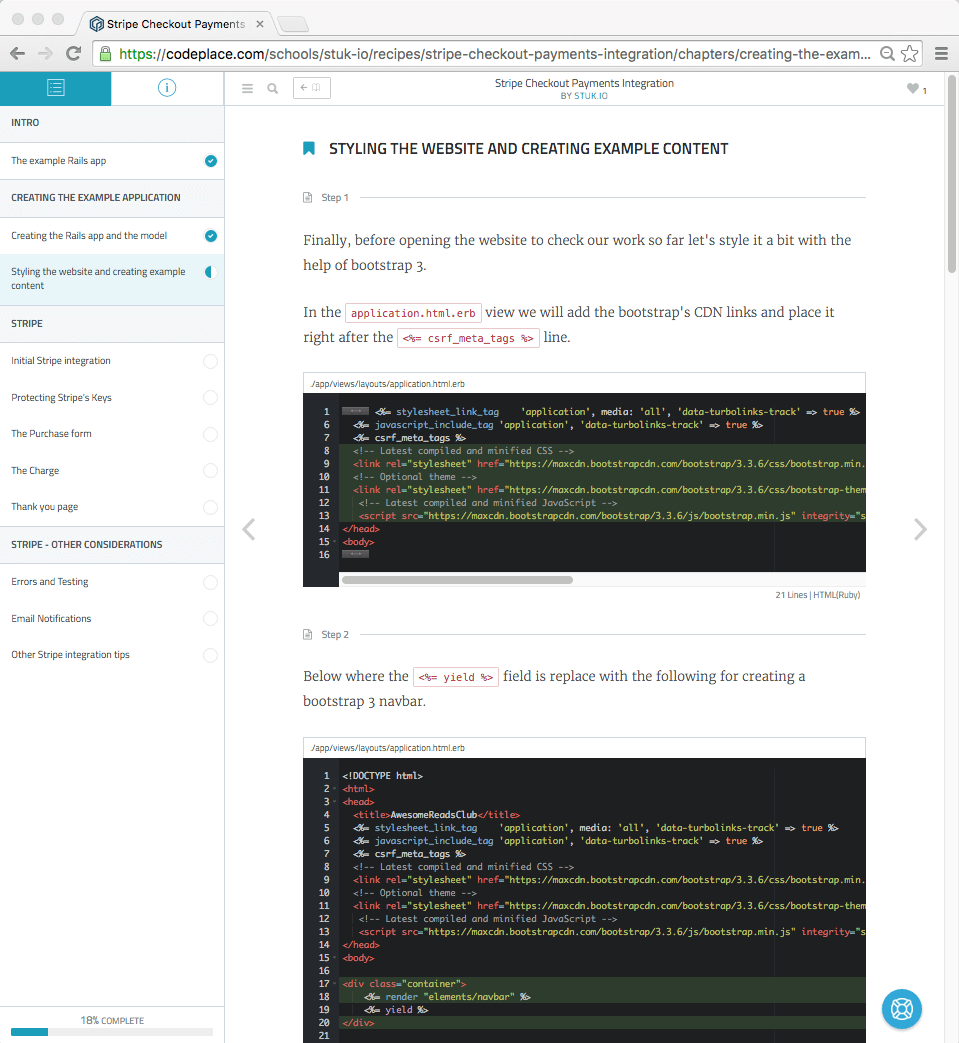 Stripe Checkout Payments
https://codeplace.com/schools/stuk-io/recipes/stripe-checkout-payments-integration/chapters/creating-the-exam...
Stripe Checkout Payments Integration
BY STUK.IO
1
INTRO
The example Rails app
CREATING THE EXAMPLE APPLICATION
Creating the Rails app and the model
Styling the website and creating example
content
STRIPE
Initial Stripe integration
Protecting Stripe's Keys
The Purchase form
The Charge
Thank you page
STRIPE - OTHER CONSIDERATIONS
Errors and Testing
Email Notifications
Other Stripe integration tips
18% COMPLETE
STYLING THE WEBSITE AND CREATING EXAMPLE CONTENT
Step 1
Finally, before opening the website to check our work so far let's style it a bit with the
help of bootstrap 3.
In the application.html.erb view we will add the bootstrap's CDN links and place it
right after the <%= csrf_meta_tags %> line.
./app/views/layouts/application.html.erb
1 <%= stylesheet_link_tag 'application', media: 'all', 'data-turbolinks-track' => true %>
6 <%= javascript_include_tag 'application', 'data-turbolinks-track' => true %>
7 <%= csrf_meta_tags %>
8 <!-- Latest compiled and minified CSS -->
9 <link rel="stylesheet" href="https://maxcdn.bootstrapcdn.com/bootstrap/3.3.6/css/bootstrap.min.
10 <!-- Optional theme -->
11 <link rel="stylesheet" href="https://maxcdn.bootstrapcdn.com/bootstrap/3.3.6/css/bootstrap-them
12 <!-- Latest compiled and minified JavaScript -->
13 <script src="https://maxcdn.bootstrapcdn.com/bootstrap/3.3.6/js/bootstrap.min.js" integrity="s
14 </head>
15 <body>
16
21 Lines | HTML(Ruby)
Step 2
Below where the <%= yield %> field is replace with the following for creating a
bootstrap 3 navbar.
./app/views/layouts/application.html.erb
1 <!DOCTYPE html>
2 <html>
3 <head>
4 <title>AwesomeReadsClub</title>
5 <%= stylesheet_link_tag 'application', media: 'all', 'data-turbolinks-track' => true %>
6 <%= javascript_include_tag 'application', 'data-turbolinks-track' => true %>
7 <%= csrf_meta_tags %>
8 <!-- Latest compiled and minified CSS -->
9 <link rel="stylesheet" href="https://maxcdn.bootstrapcdn.com/bootstrap/3.3.6/css/bootstrap.min.
10 <!-- Optional theme -->
11 <link rel="stylesheet" href="https://maxcdn.bootstrapcdn.com/bootstrap/3.3.6/css/bootstrap-them
12 <!-- Latest compiled and minified JavaScript -->
13 <script src="https://maxcdn.bootstrapcdn.com/bootstrap/3.3.6/js/bootstrap.min.js" integrity="s
14 </head>
15 <body>
16
17 <div class="container">
18 <%= render "elements/navbar" %>
19 <%= yield %>
20 </div>
21